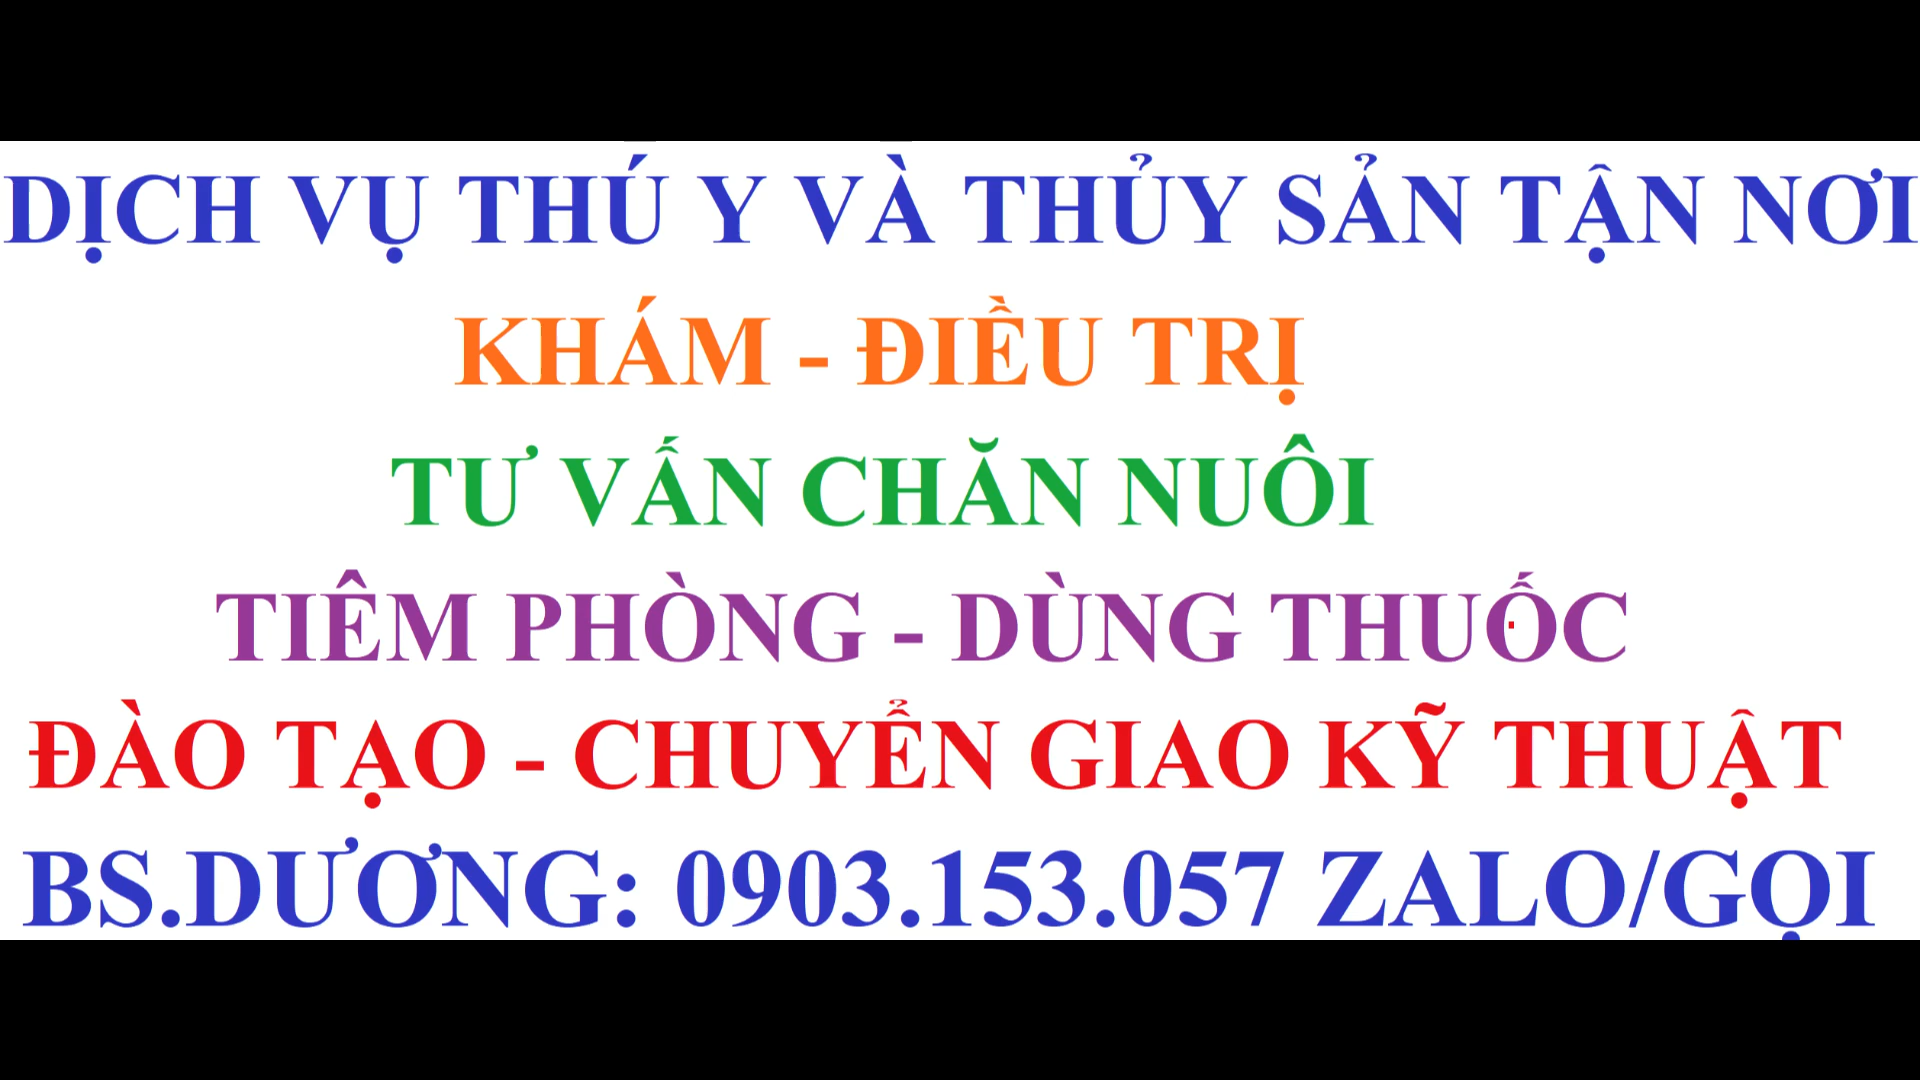 DỊCH VỤ THÚ Y VÀ THỦY SẢN TẬN NƠI
KHÁM - ĐIỀU TRỊ
TƯ VẤN CHĂN NUÔI
TIÊM PHÒNG - DÙNG THUỐC
ĐÀO TẠO - CHUYỂN GIAO KỸ THUẬT
BS.DƯƠNG: 0903.153.057 ZALO/GỌI